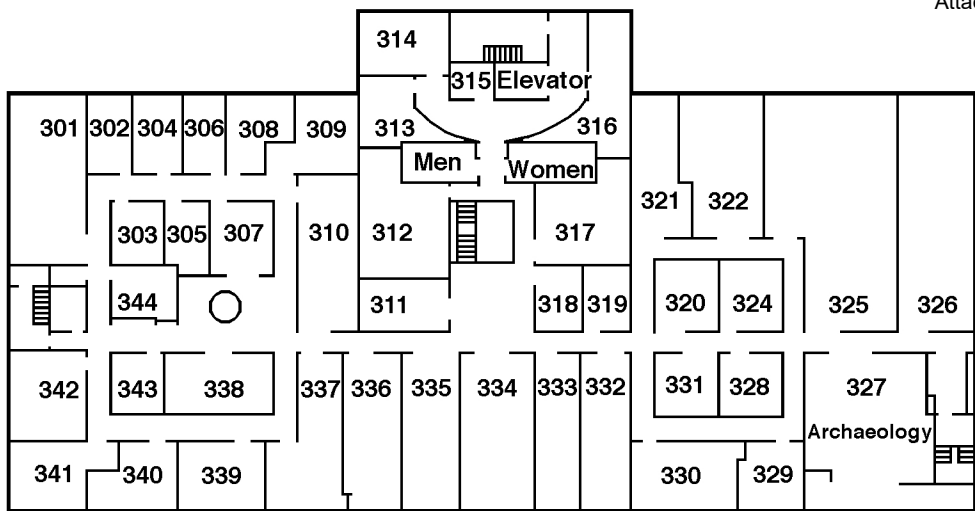 Attac
314
315 Elevator
301 302 304 306 308 309 313 316
Men Women
321 322
303 305 307 310 312 317
344 311 318 319 320 324 325 326
342 343 338 337 336 335 334 333 332 331 328 327
Archaeology
341 340 339 330 329